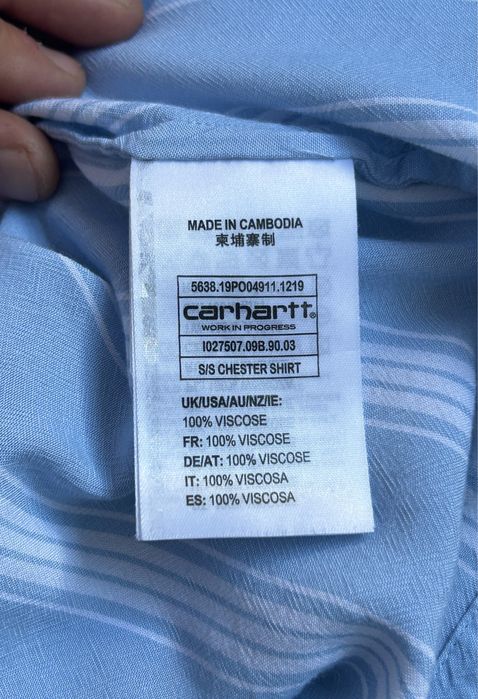 MADE IN CAMBODIA
柬埔寨制
5638.19PO04911.1219
carhartt®
WORK IN PROGRESS
I027507.09B.90.03
S/S CHESTER SHIRT
UK/USA/AU/NZ/IE:
100% VISCOSE
FR: 100% VISCOSE
DE/AT: 100% VISCOSE
IT: 100% VISCOSA
ES: 100% VISCOSA